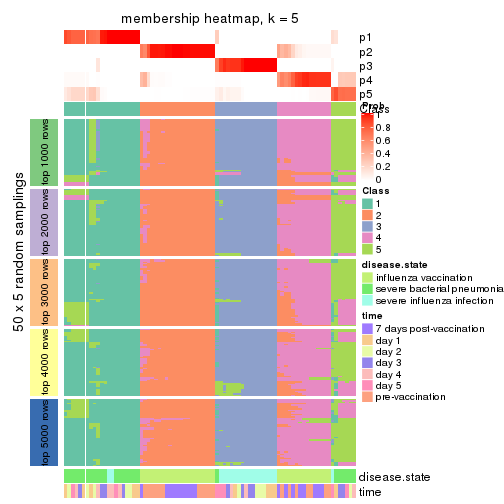 membership heatmap, k = 5
p1
p2
p3
p4
p5
Class
Prob
1
0.8
0.6
0.4
0.2
0
Class
1
2
3
4
5
disease.state
influenza vaccination
severe bacterial pneumonia
severe influenza infection
time
7 days post-vaccination
day 1
day 2
day 3
day 4
day 5
pre-vaccination
50 x 5 random samplings
top 1000 rows
top 2000 rows
top 3000 rows
top 4000 rows
top 5000 rows
disease.state
time